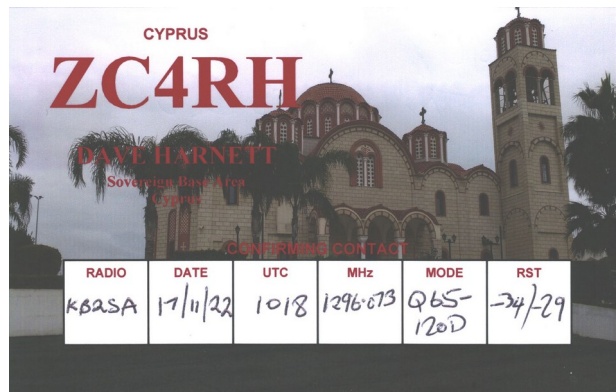 CYPRUS
ZC4RH
DAVE HARNETT
Sovereign Base Area
Cyprus
CONFIRMING CONTACT
RADIO DATE UTC MHz MODE RST
KB2SA 17/11/22 1018 1296.073 Q65-120D -34/-29